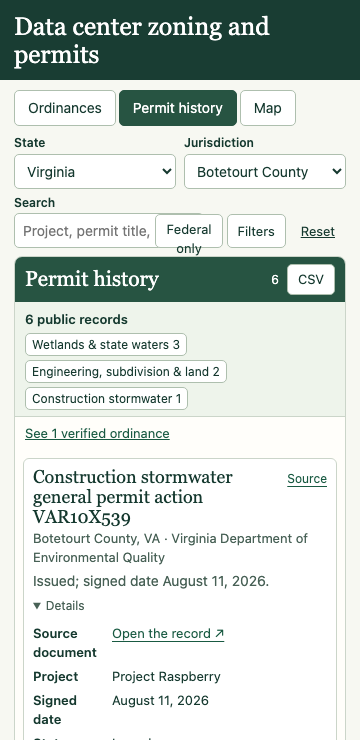 Data center zoning and
permits
Ordinances
Permit history
Map
State
Jurisdiction
Virginia
Botetourt County
Search
Project, permit title,
Federal
only
Filters
Reset
Permit history
6
CSV
6 public records
Wetlands & state waters 3
Engineering, subdivision & land 2
Construction stormwater 1
See 1 verified ordinance
Construction stormwater
general permit action
VAR10X539
Source
Botetourt County, VA · Virginia Department of
Environmental Quality
Issued; signed date August 11, 2026.
▼ Details
Source
document
Open the record ↗
Project
Project Raspberry
Signed
date
August 11, 2026